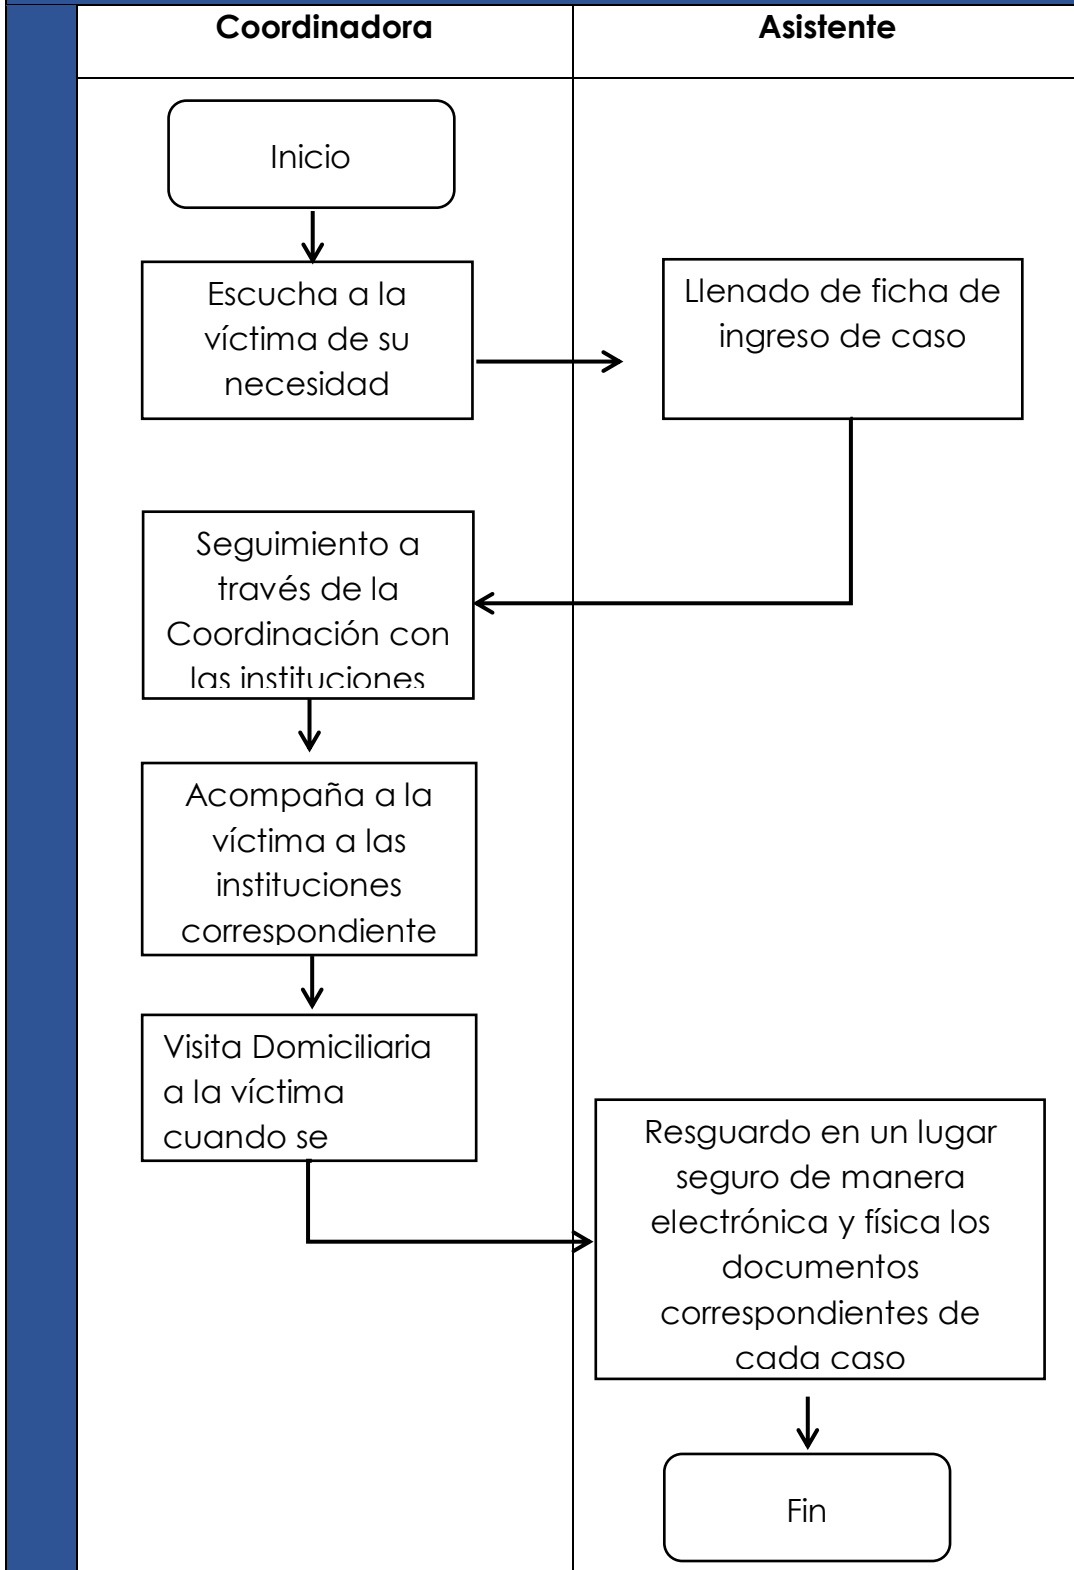 Coordinadora
Asistente
Inicio
Escucha a la
víctima de su
necesidad
Llenado de ficha de
ingreso de caso
Seguimiento a
través de la
Coordinación con
las instituciones
Acompaña a la
víctima a las
instituciones
correspondiente
Visita Domiciliaria
a la víctima
cuando se
Resguardo en un lugar
seguro de manera
electrónica y física los
documentos
correspondientes de
cada caso
Fin